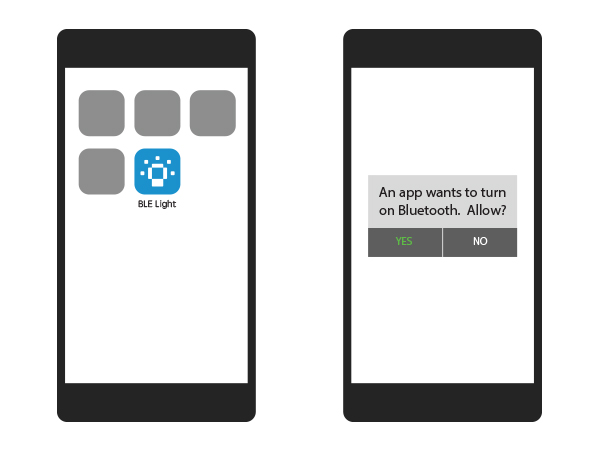 BLE Light
An app wants to turn
on Bluetooth.  Allow?
YES
NO